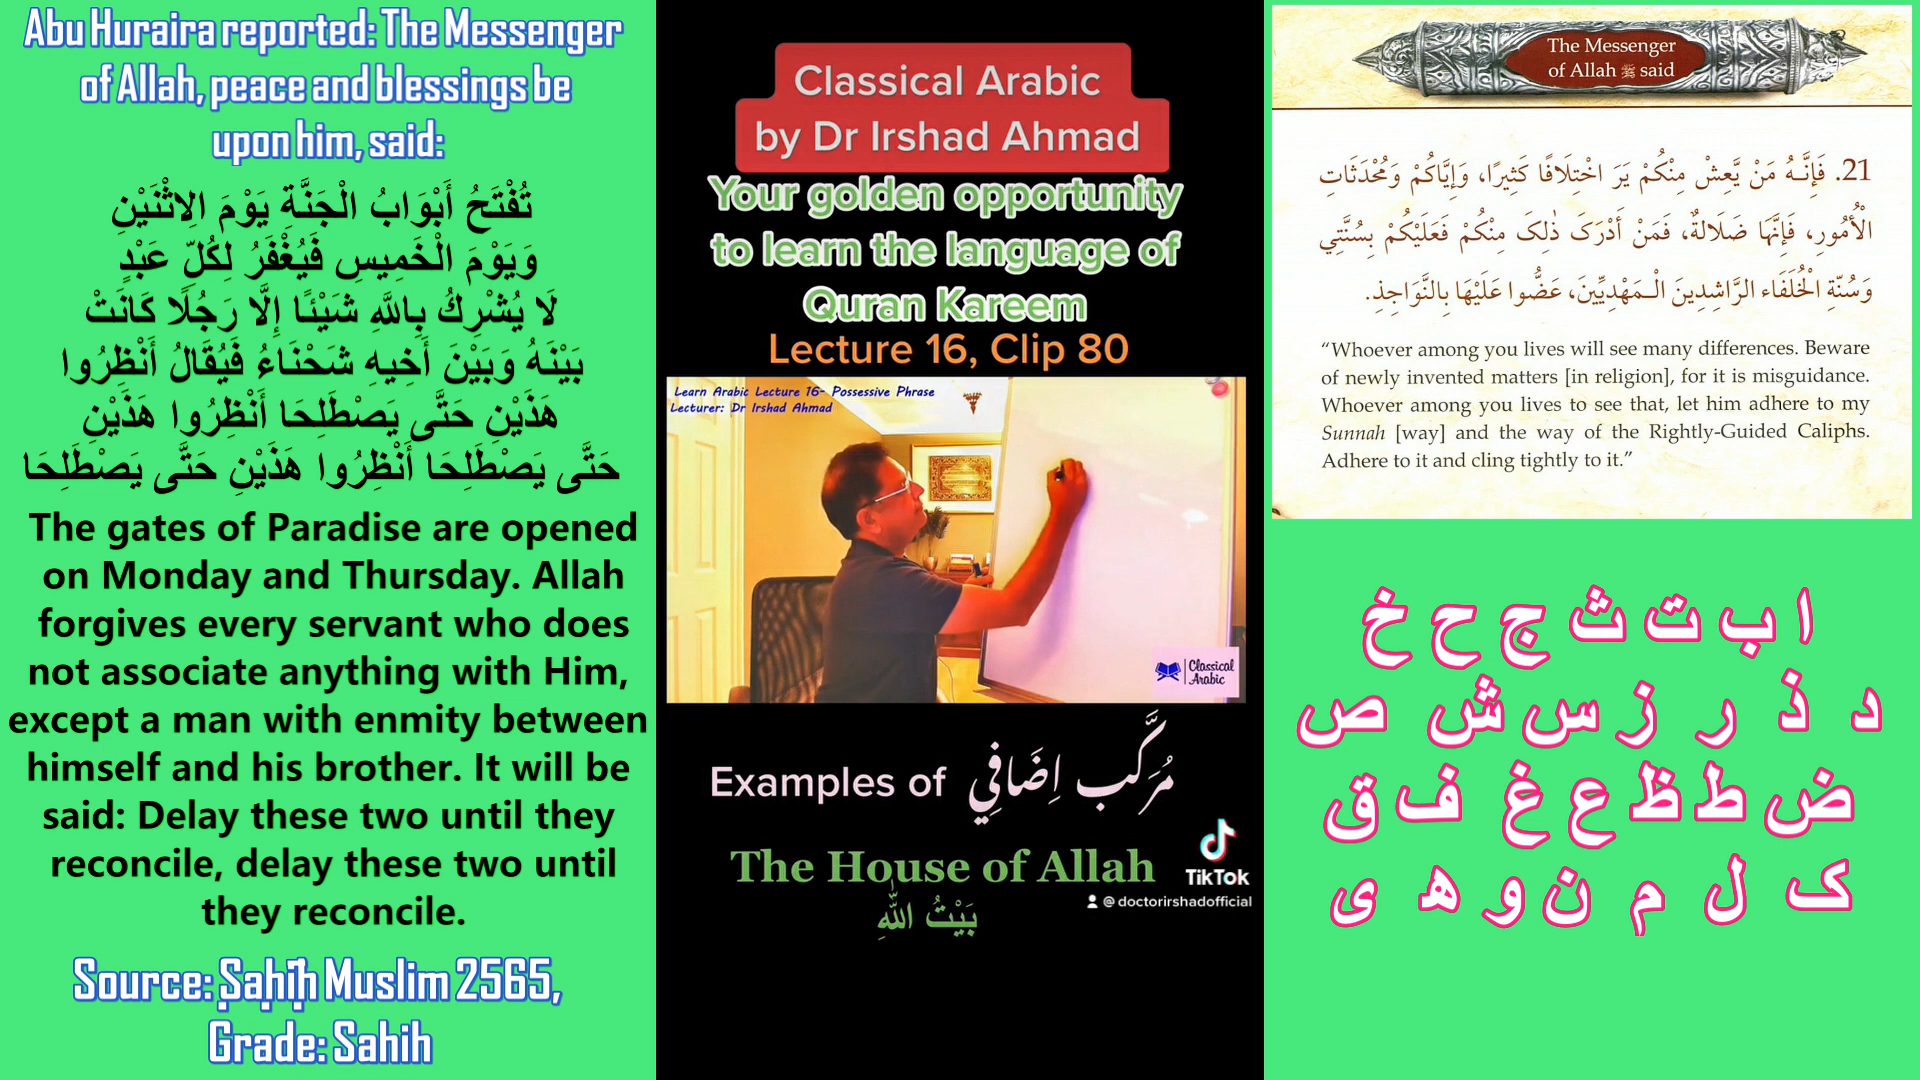 Abu Huraira reported: The Messenger
of Allah, peace and blessings be
upon him, said:
تُفْتَحُ أَبْوَابُ الْجَنَّةِ يَوْمَ الِاثْنَيْنِ
وَيَوْمَ الْخَمِيسِ فَيُغْفَرُ لِكُلِّ عَبْدٍ
لَا يُشْرِكُ بِاللَّهِ شَيْئًا إِلَّا رَجُلًا كَانَتْ
بَيْنَهُ وَبَيْنَ أَخِيهِ شَحْنَاءُ فَيُقَالُ أَنْظِرُوا
هَذَيْنِ حَتَّى يَصْطَلِحَا أَنْظِرُوا هَذَيْنِ
حَتَّى يَصْطَلِحَا أَنْظِرُوا هَذَيْنِ حَتَّى يَصْطَلِحَا
The gates of Paradise are opened
on Monday and Thursday. Allah
forgives every servant who does
not associate anything with Him,
except a man with enmity between
himself and his brother. It will be
said: Delay these two until they
reconcile, delay these two until
they reconcile.
Source: Ṣaḥīḥ Muslim 2565,
Grade: Sahih
Classical Arabic
by Dr Irshad Ahmad
Your golden opportunity
to learn the language of
Quran Kareem
Lecture 16, Clip 80
Learn Arabic Lecture 16- Possessive Phrase
Lecturer: Dr Irshad Ahmad
Classical
Arabic
Examples of مُرَكَّب اِضَافِي
The House of Allah
بَيْتُ اللّٰهِ
TikTok
@doctorirshadofficial
The Messenger
of Allah ﷺ said
21. فَإِنَّـهُ مَنْ يَّعِشْ مِنْكُمْ يَرَ اخْتِلَافًا كَثِيرًا، وَإِيَّاكُمْ وَمُحْدَثَاتِ
الْأُمُورِ، فَإِنَّهَا ضَلَالةٌ، فَمَنْ أَدْرَكَ ذٰلِكَ مِنْكُمْ فَعَلَيْكُمْ بِسُنَّتِي
وَسُنَّةِ الْخُلَفَاء الرَّاشِدِينَ الْـمَهْدِيِّينَ، عَضُّوا عَلَيْهَا بِالنَّوَاجِذِ.
“Whoever among you lives will see many differences. Beware
of newly invented matters [in religion], for it is misguidance.
Whoever among you lives to see that, let him adhere to my
Sunnah [way] and the way of the Rightly-Guided Caliphs.
Adhere to it and cling tightly to it.”
ا ب ت ث ج ح خ
د ذ ر ز س ش ص
ض ط ظ ع غ ف ق
ک ل م ن و ه ى